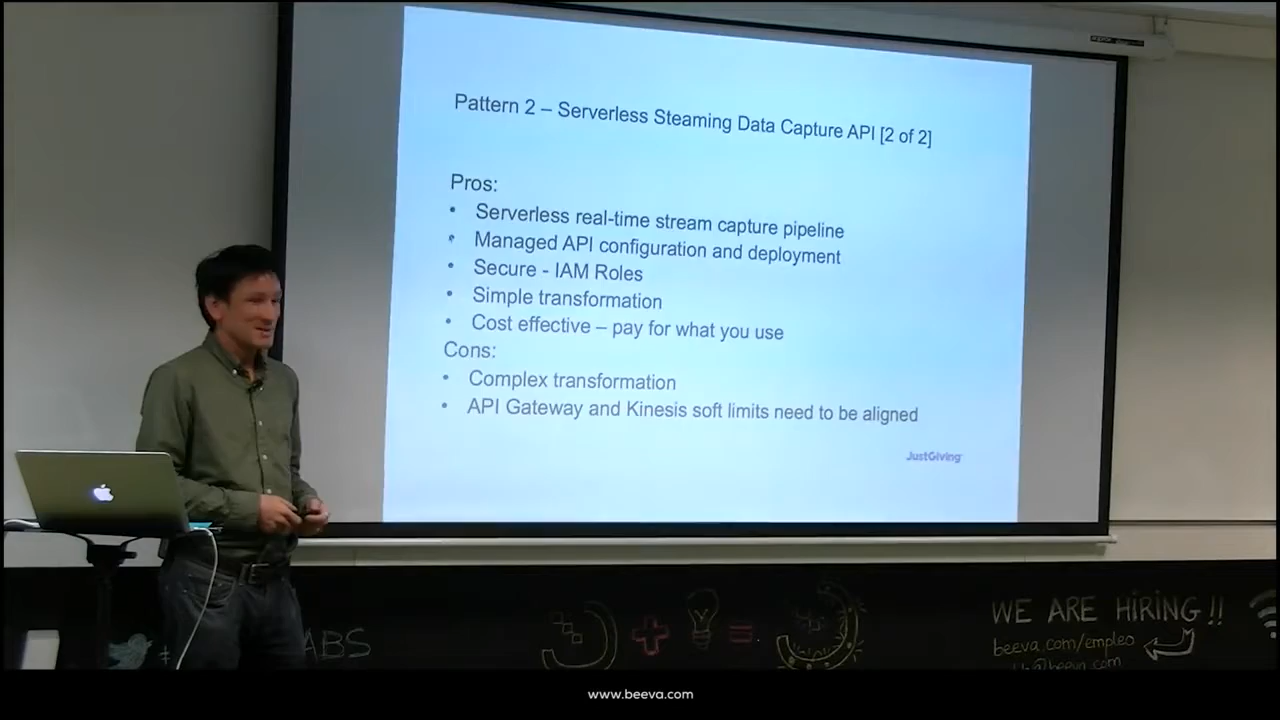 Pattern 2 – Serverless Steaming Data Capture API [2 of 2]
Pros:
• Serverless real-time stream capture pipeline
• Managed API configuration and deployment
• Secure - IAM Roles
• Simple transformation
• Cost effective – pay for what you use
Cons:
• Complex transformation
• API Gateway and Kinesis soft limits need to be aligned
JustGiving
WE ARE HiRiNG !!
beeva.com/empleo
@beeva.com
ABS
www.beeva.com